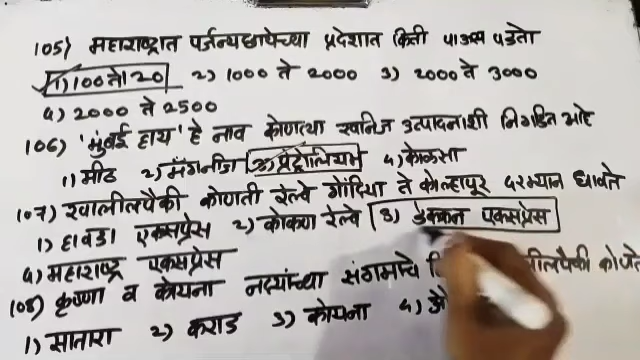 105) महाराष्ट्रात पर्जन्यछायेच्या प्रदेशात किती पाऊस पडतो
1) 100 ते 120 2) 1000 ते 2000 3) 2000 ते 3000
4) 2000 ते 2500
106) 'मुंबई हाय' हे नाव कोणत्या खनिज उत्पादनाशी निगडित आहे
1) मीठ 2) मँगनीज 3) पेट्रोलियम 4) कोळसा
107) खालीलपैकी कोणती रेल्वे गोंदिया ते कोल्हापूर दरम्यान धावते
1) हावडा एक्सप्रेस 2) कोकण रेल्वे 3) डेक्कन एक्सप्रेस
4) महाराष्ट्र एक्सप्रेस
108) कृष्णा व कोयना नद्यांच्या संगमाचे
1) सातारा 2) कराड 3) कोयना 4)